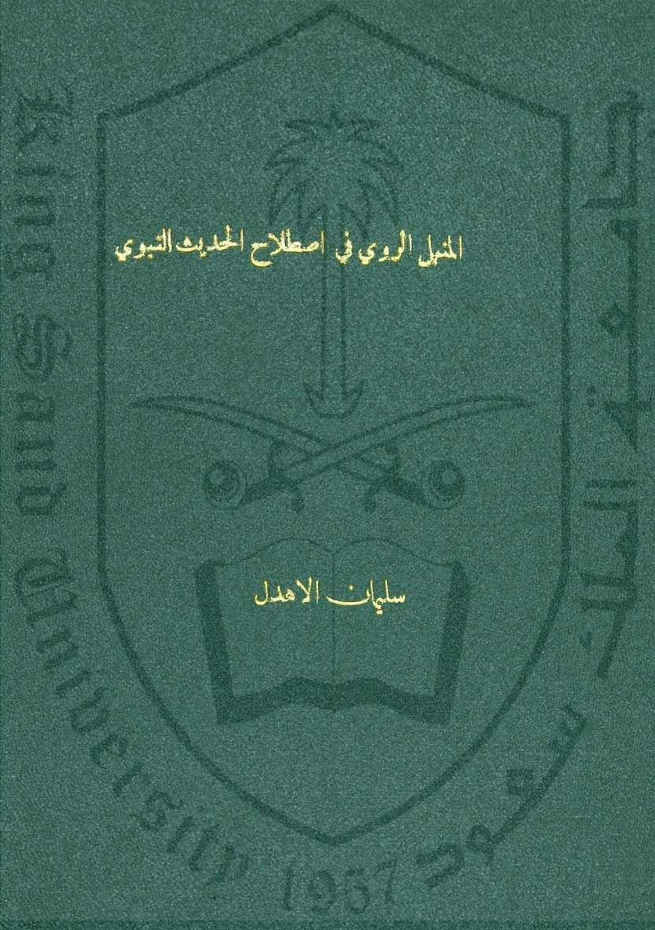 المنهل الروي في اصطلاح الحديث النبوي
سليمان الاهدل
King Saud University 1957
جامعة الملك سعود